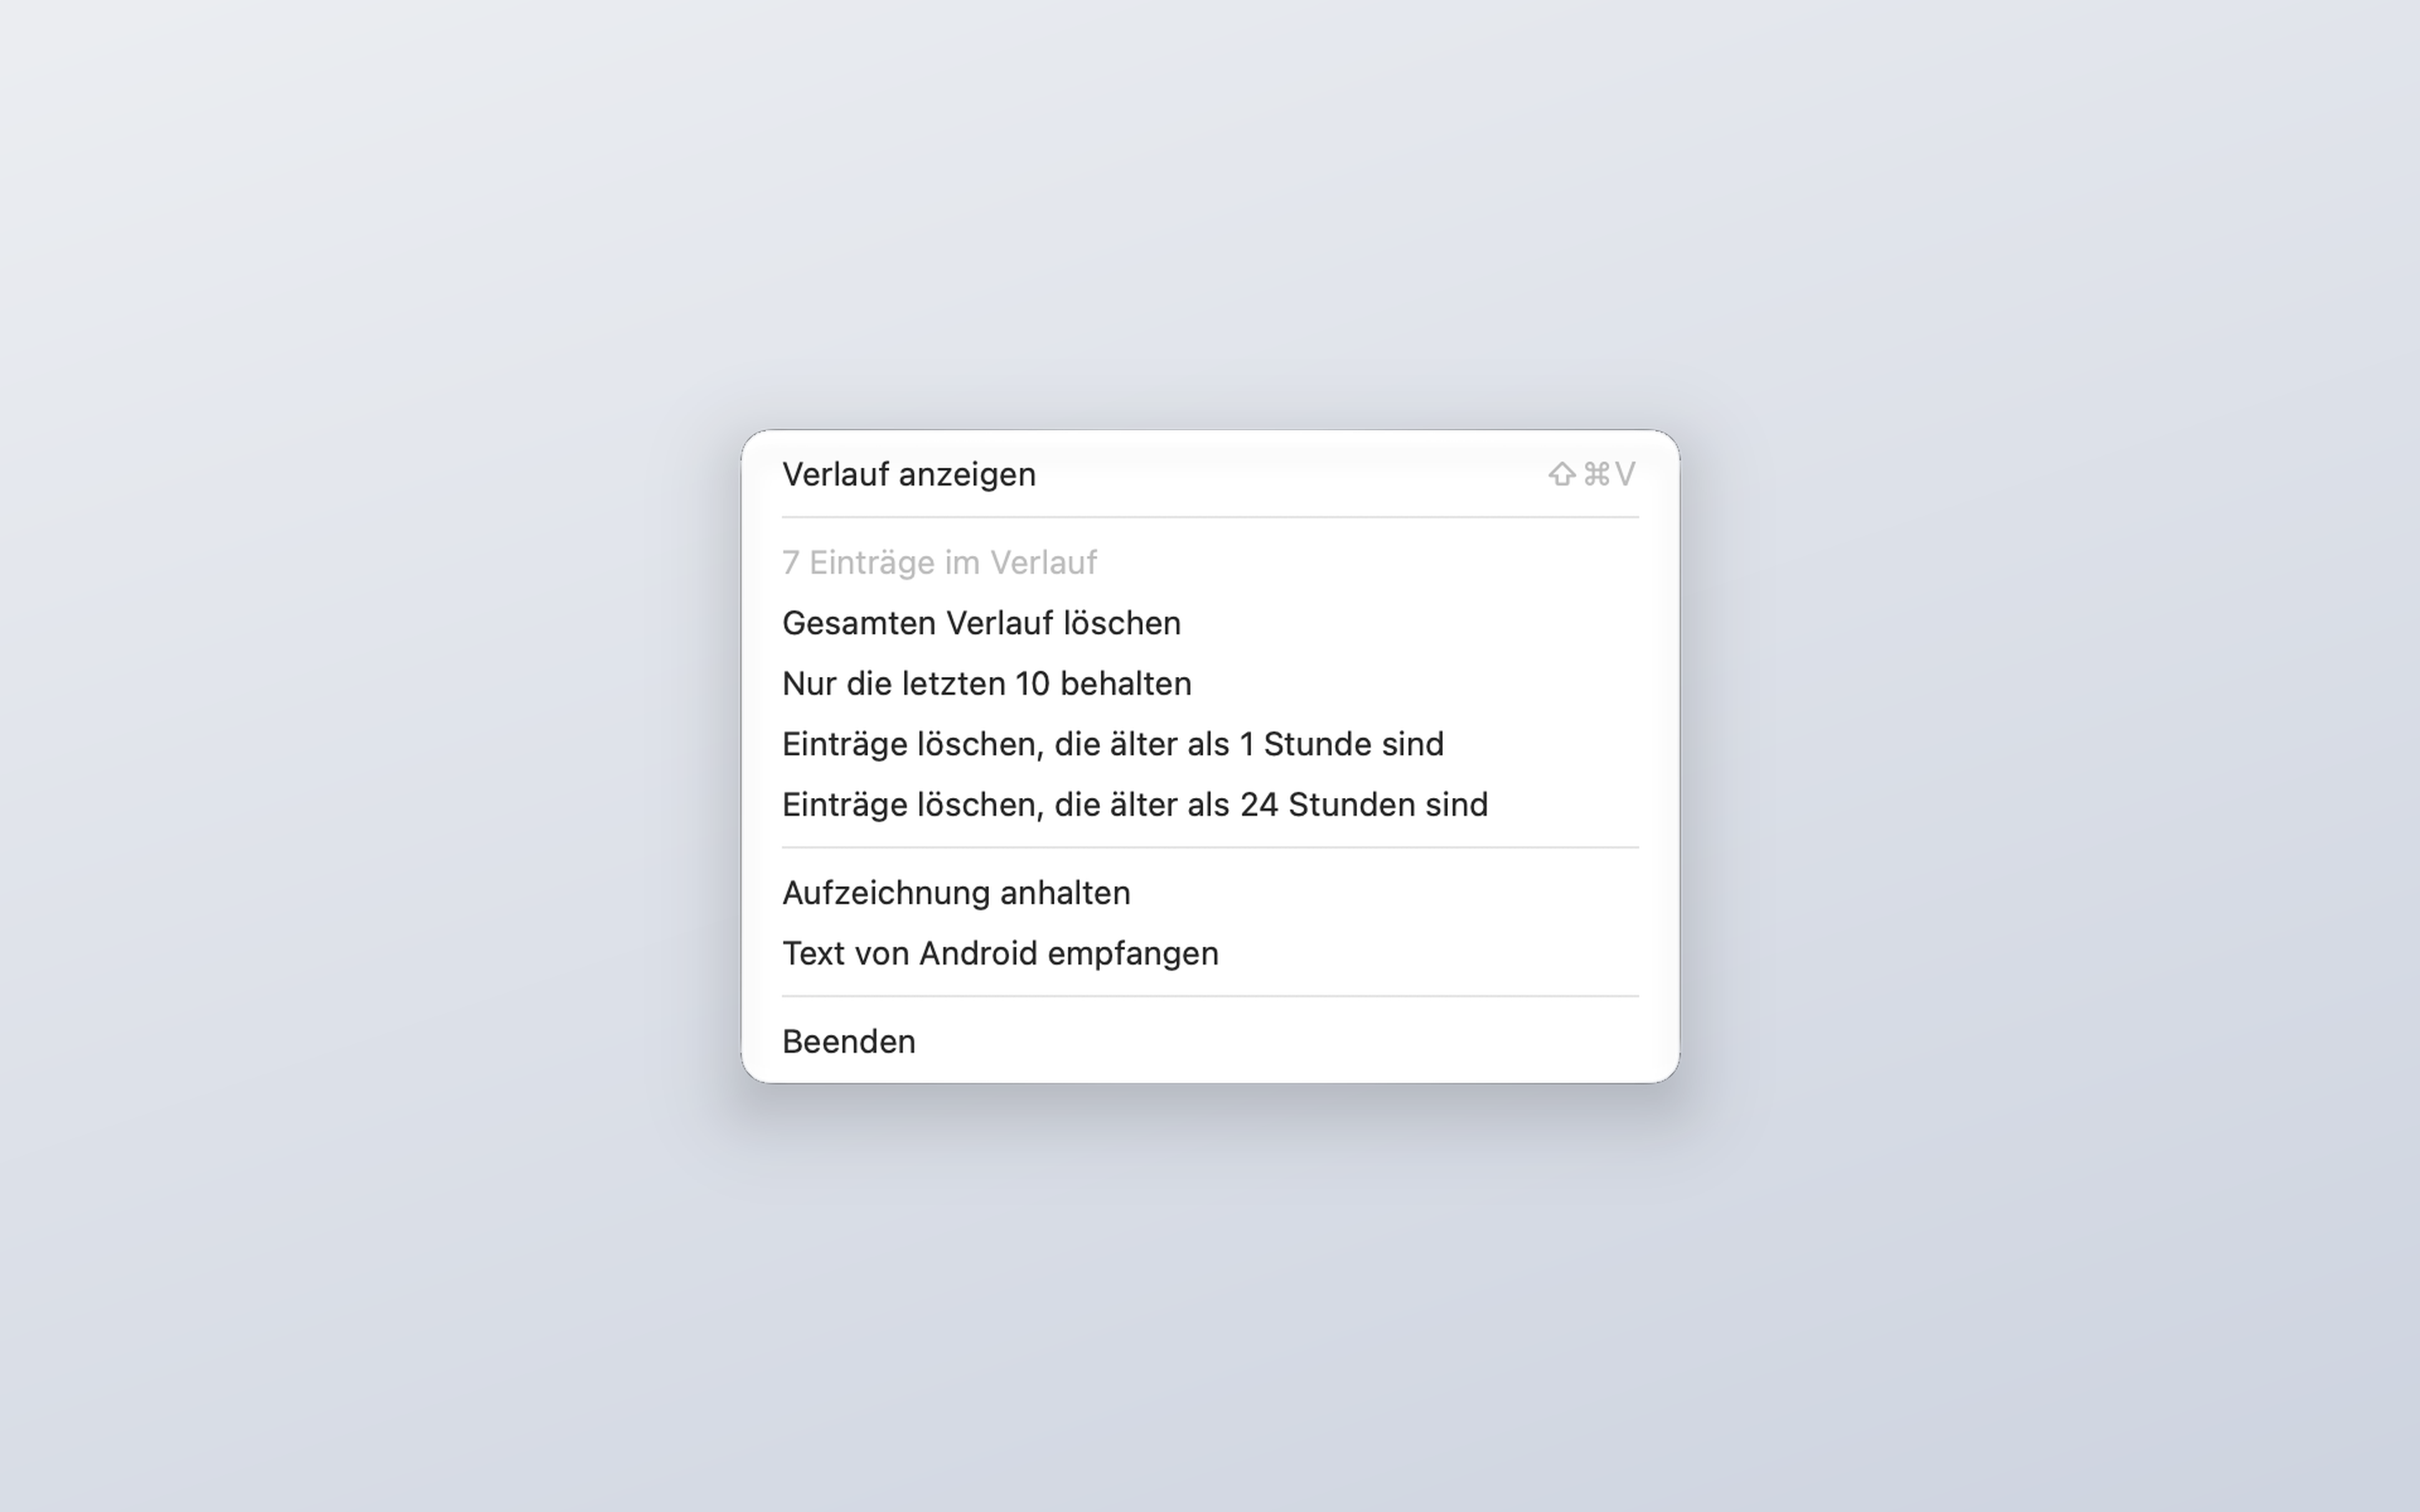 Verlauf anzeigen ⇧⌘V
7 Einträge im Verlauf
Gesamten Verlauf löschen
Nur die letzten 10 behalten
Einträge löschen, die älter als 1 Stunde sind
Einträge löschen, die älter als 24 Stunden sind
Aufzeichnung anhalten
Text von Android empfangen
Beenden